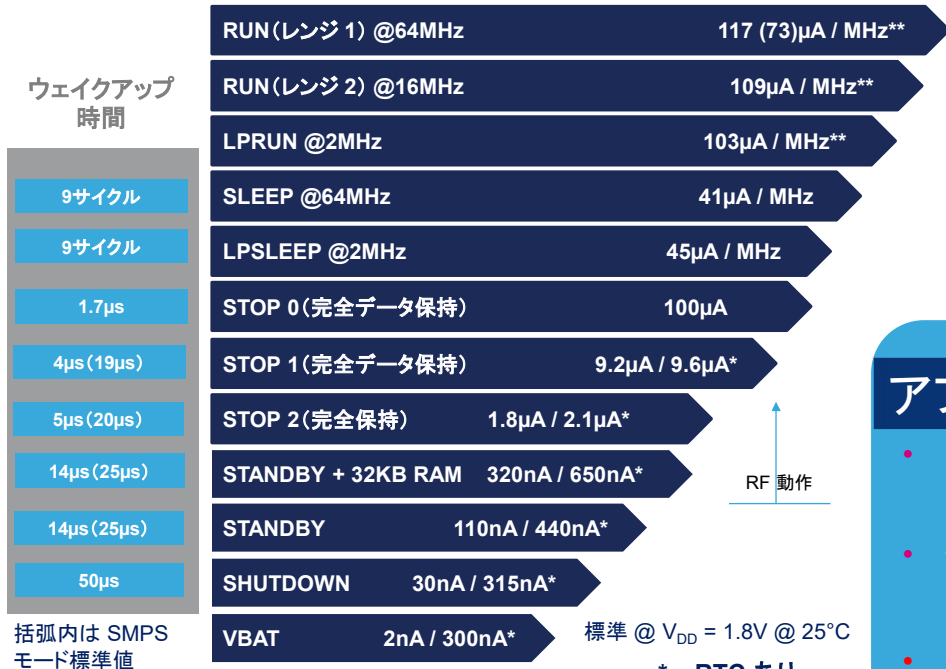 RUN（レンジ 1）@64MHz 117 (73)µA / MHz**
RUN（レンジ 2）@16MHz 109µA / MHz**
LPRUN @2MHz 103µA / MHz**
ウェイクアップ
時間
9サイクル SLEEP @64MHz 41µA / MHz
9サイクル LPSLEEP @2MHz 45µA / MHz
1.7µs STOP 0（完全データ保持） 100µA
4µs（19µs） STOP 1（完全データ保持） 9.2µA / 9.6µA*
5µs（20µs） STOP 2（完全保持） 1.8µA / 2.1µA*
14µs（25µs） STANDBY + 32KB RAM 320nA / 650nA*
14µs（25µs） STANDBY 110nA / 440nA*
50µs SHUTDOWN 30nA / 315nA*
VBAT 2nA / 300nA*
括弧内は SMPS
モード標準値
RF 動作
標準 @ VDD = 1.8V @ 25°C
* RTC あり